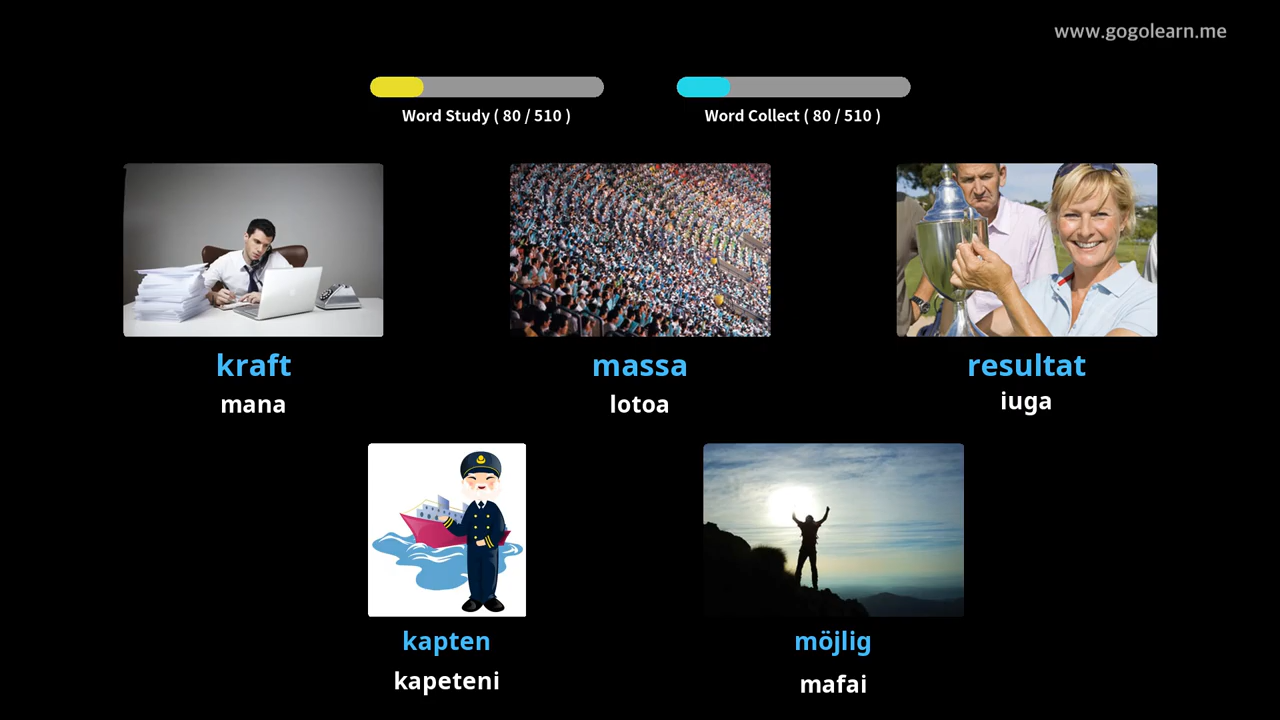 www.gogolearn.me
Word Study ( 80 / 510 )
Word Collect ( 80 / 510 )
kraft
mana
massa
lotoa
resultat
iuga
kapten
kapeteni
möjlig
mafai